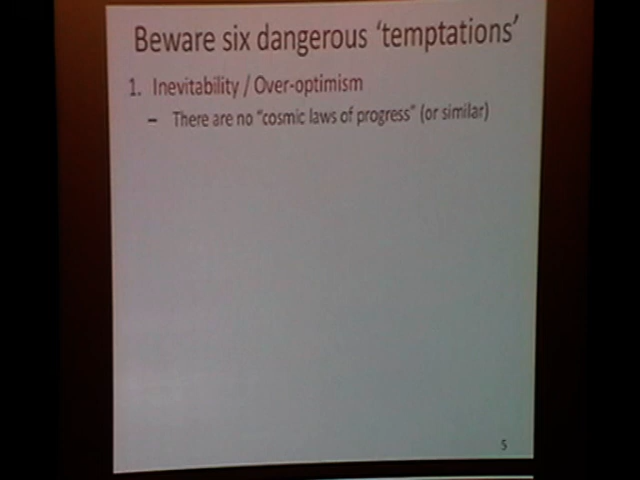 Beware six dangerous ‘temptations’
1. Inevitability / Over-optimism
– There are no “cosmic laws of progress” (or similar)
5